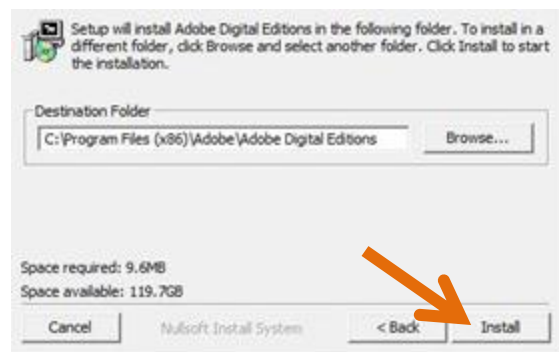 Setup will install Adobe Digital Editions in the following folder. To install in a
different folder, click Browse and select another folder. Click Install to start
the installation.
Destination Folder
C:\Program Files (x86)\Adobe\Adobe Digital Editions
Browse...
Space required: 9.6MB
Space available: 119.7GB
Cancel
Nullsoft Install System
< Back
Install